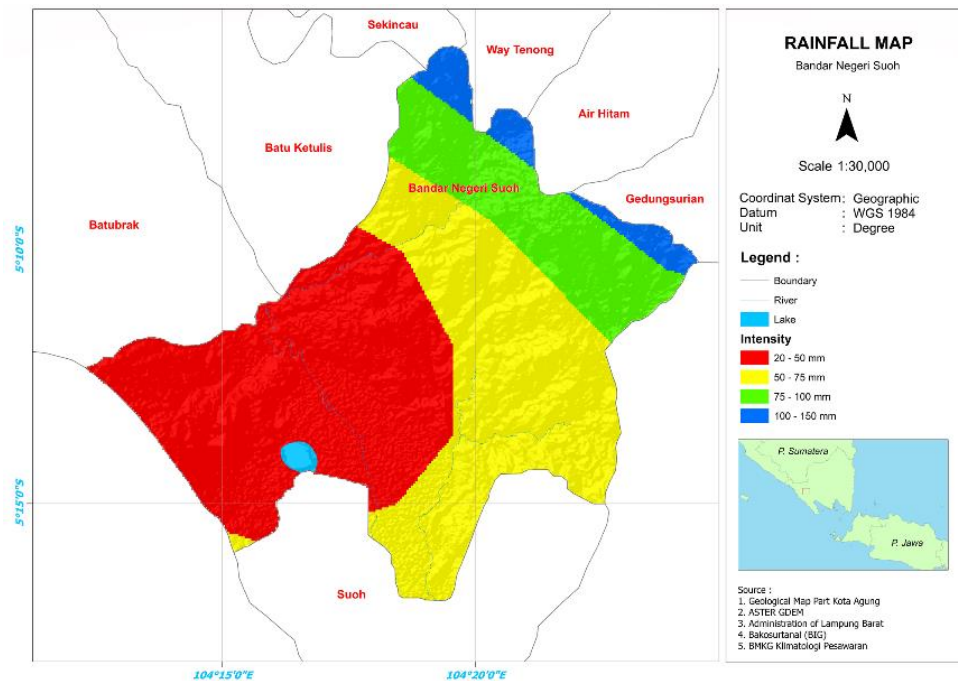 Sekincau
Way Tenong
Air Hitam
Batu Ketulis
Bandar Negeri Suoh
Gedungsurian
Batubrak
Suoh
5°10'0"S
5°15'0"S
104°15'0"E
104°20'0"E
RAINFALL MAP
Bandar Negeri Suoh
N
Scale 1:30,000
Coordinat System : Geographic
Datum : WGS 1984
Unit : Degree
Legend :
Boundary
River
Lake
Intensity
20 - 50 mm
50 - 75 mm
75 - 100 mm
100 - 150 mm
P. Sumatera
P. Jawa
Source :
1. Geological Map Part Kota Agung
2. ASTER GDEM
3. Administration of Lampung Barat
4. Bakosurtanal (BIG)
5. BMKG Klimatologi Pesawaran